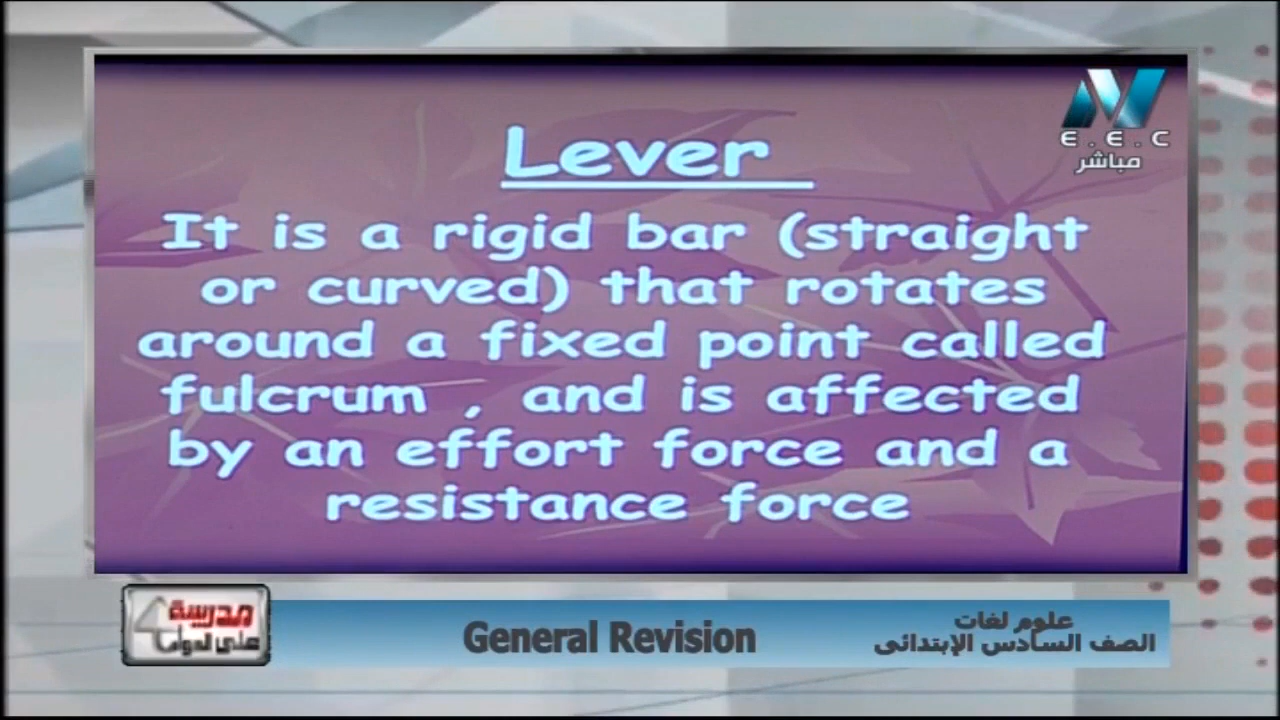 E.E.C
مباشر
Lever
It is a rigid bar (straight
or curved) that rotates
around a fixed point called
fulcrum , and is affected
by an effort force and a
resistance force
مدرسة
على الهواء
General Revision
علوم لغات
الصف السادس الإبتدائى